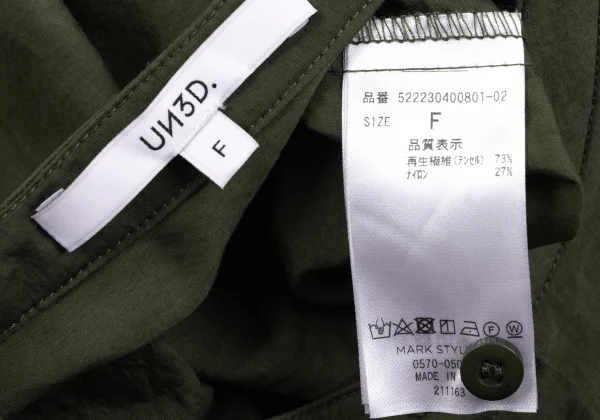 UИ3D.
F
品番 522230400801-02
SIZE F
品質表示
再生繊維(テンセル) 73%
ナイロン 27%
MARK STYL
0570-050
MADE IN
211163